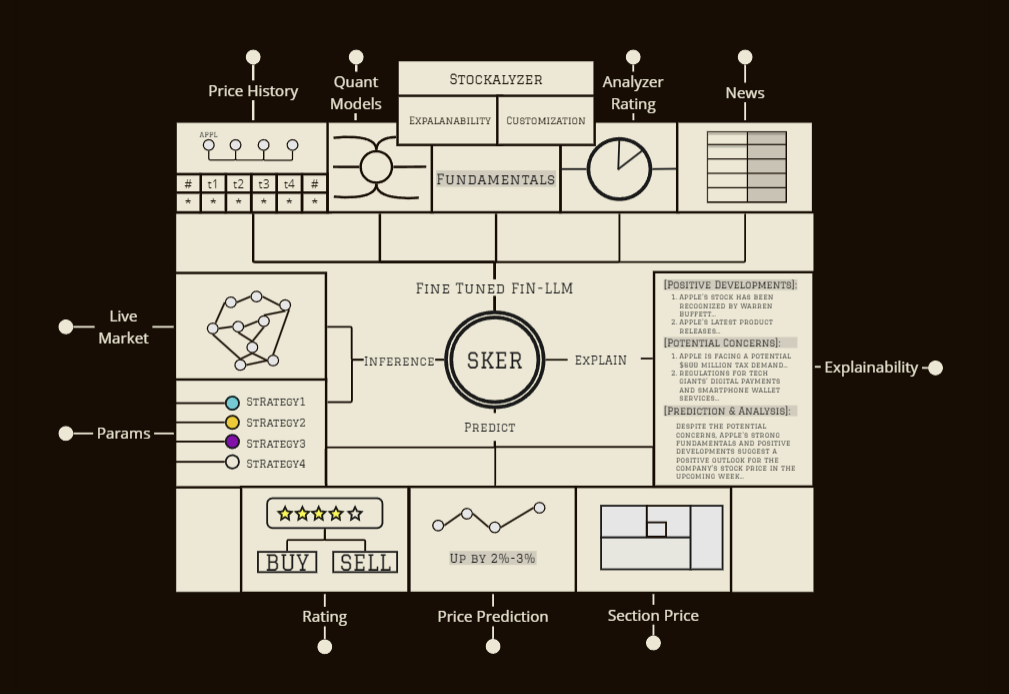 Stockalyzer
Expalanability
Customization
Price History
Quant
Models
Analyzer
Rating
News
APPL
# t1 t2 t3 t4 #
* * * * * *
Fundamentals
Fine Tuned FiN-LLM
SKER
Inference
ExPLAIN
Predict
Live
Market
Params
STRATEGY1
STRATEGY2
STRATEGY3
STRATEGY4
[Positive Developments]:
1. Apple's stock has been
recognized by Warren
Buffett..
2. Apple's latest product
releases..
[Potential Concerns]:
1. Apple is facing a potential
$600 million tax demand..
2. Regulations for tech
giants' digital payments
and smartphone wallet
services..
[Prediction & Analysis]:
Despite the potential
concerns, Apple's strong
fundamentals and positive
developments suggest a
positive outlook for the
company's stock price in the
upcoming week..
Explainability
BUY
SELL
Up by 2%-3%
Rating
Price Prediction
Section Price